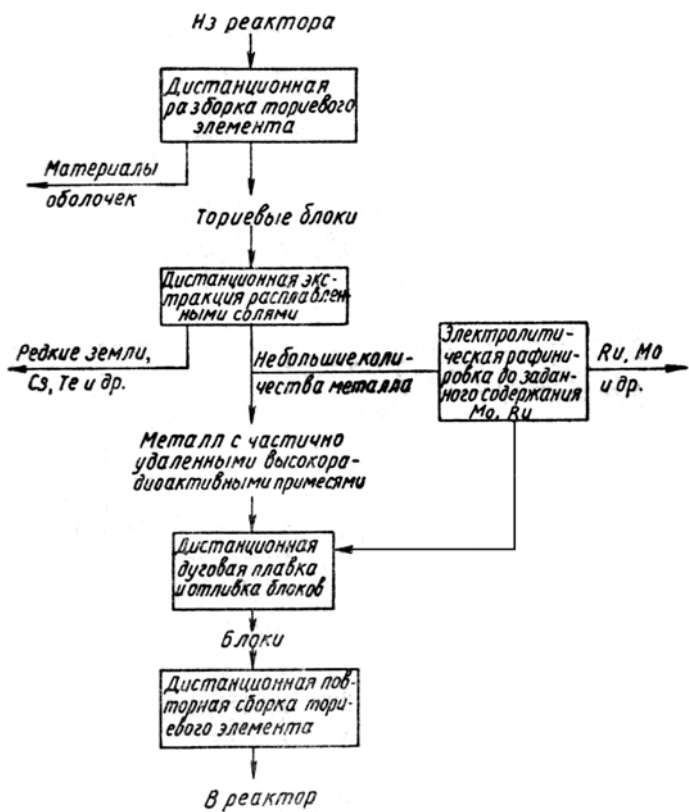 Из реактора
Дистанционная
разборка ториевого
элемента
Материалы
оболочек
Ториевые блоки
Дистанционная экс-
тракция расплавлен-
ными солями
Редкие земли,
Cs, Te и др.
Небольшие коли-
чества металла
Электролити-
ческая рафини-
ровка до задан-
ного содержания
Mo, Ru
Ru, Mo
и др.
Металл с частично
удаленными высокора-
диоактивными примесями
Дистанционная
дуговая плавка
и отливка блоков
Блоки
Дистанционная пов-
торная сборка тори-
евого элемента
В реактор